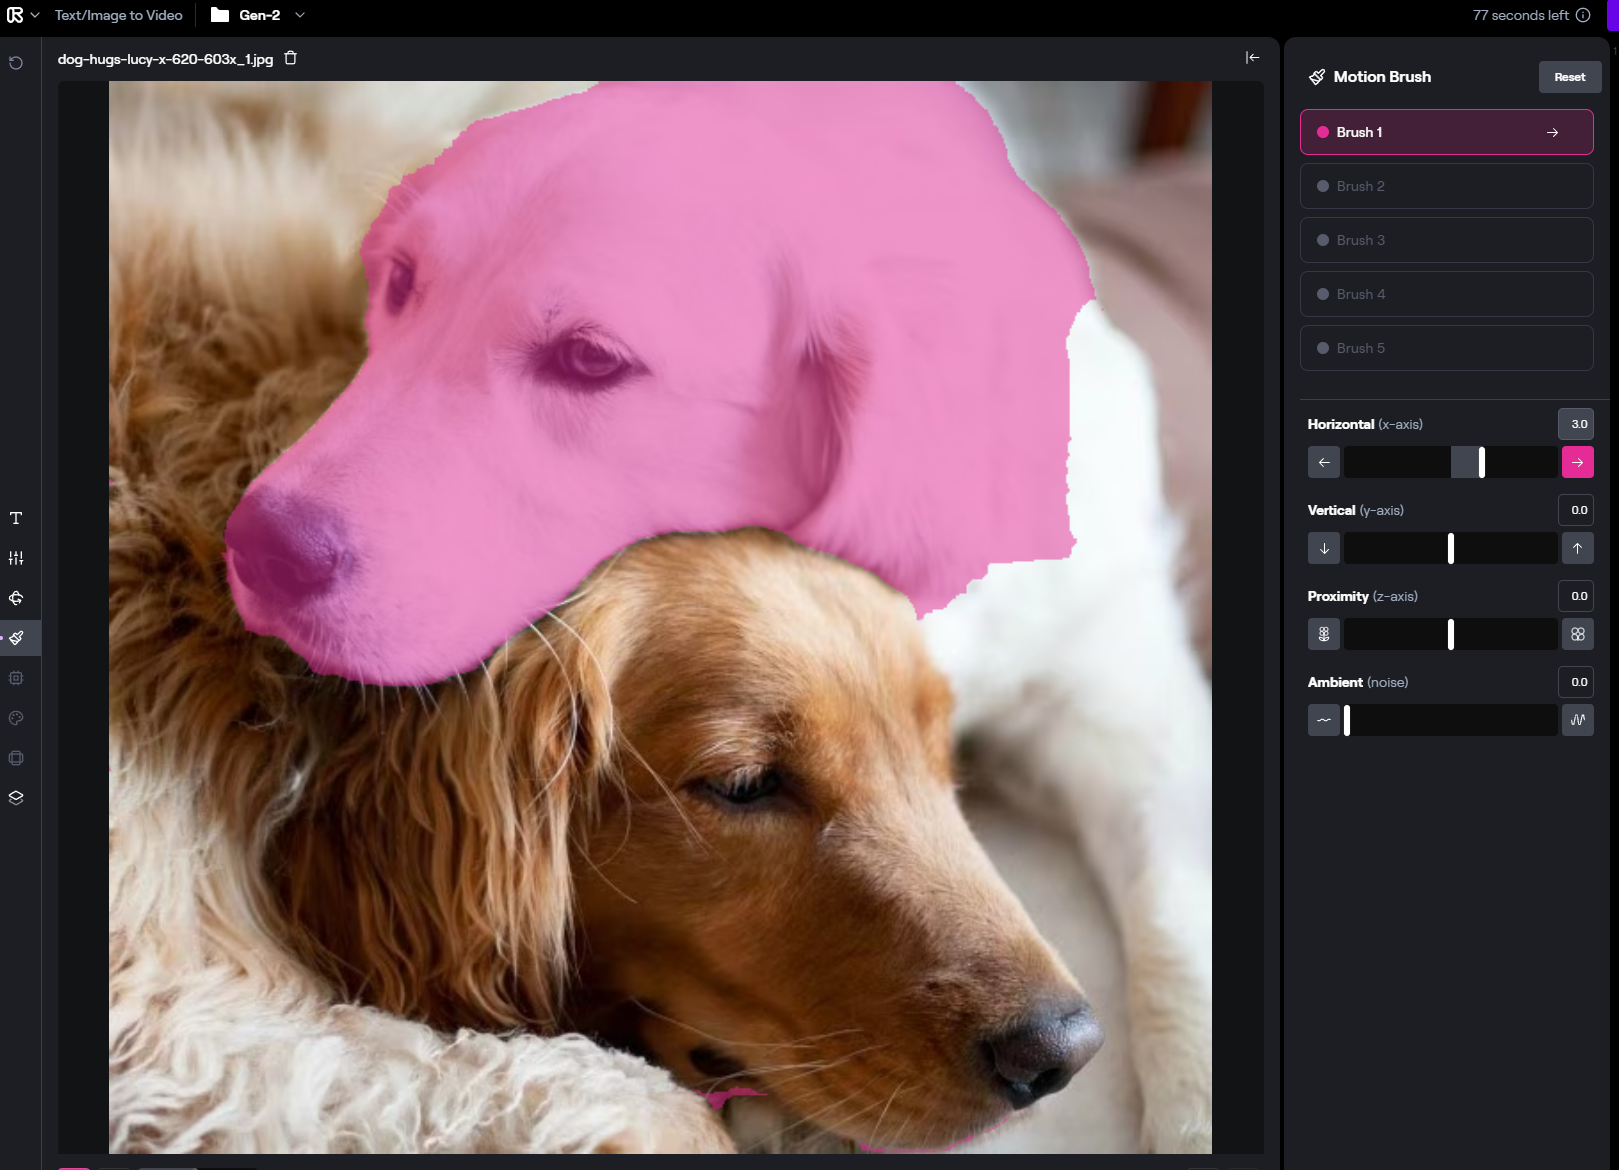 Text/Image to Video
Gen-2
77 seconds left
dog-hugs-lucy-x-620-603x_1.jpg
Motion Brush
Reset
Brush 1
Brush 2
Brush 3
Brush 4
Brush 5
Horizontal (x-axis)
3.0
Vertical (y-axis)
0.0
Proximity (z-axis)
0.0
Ambient (noise)
0.0